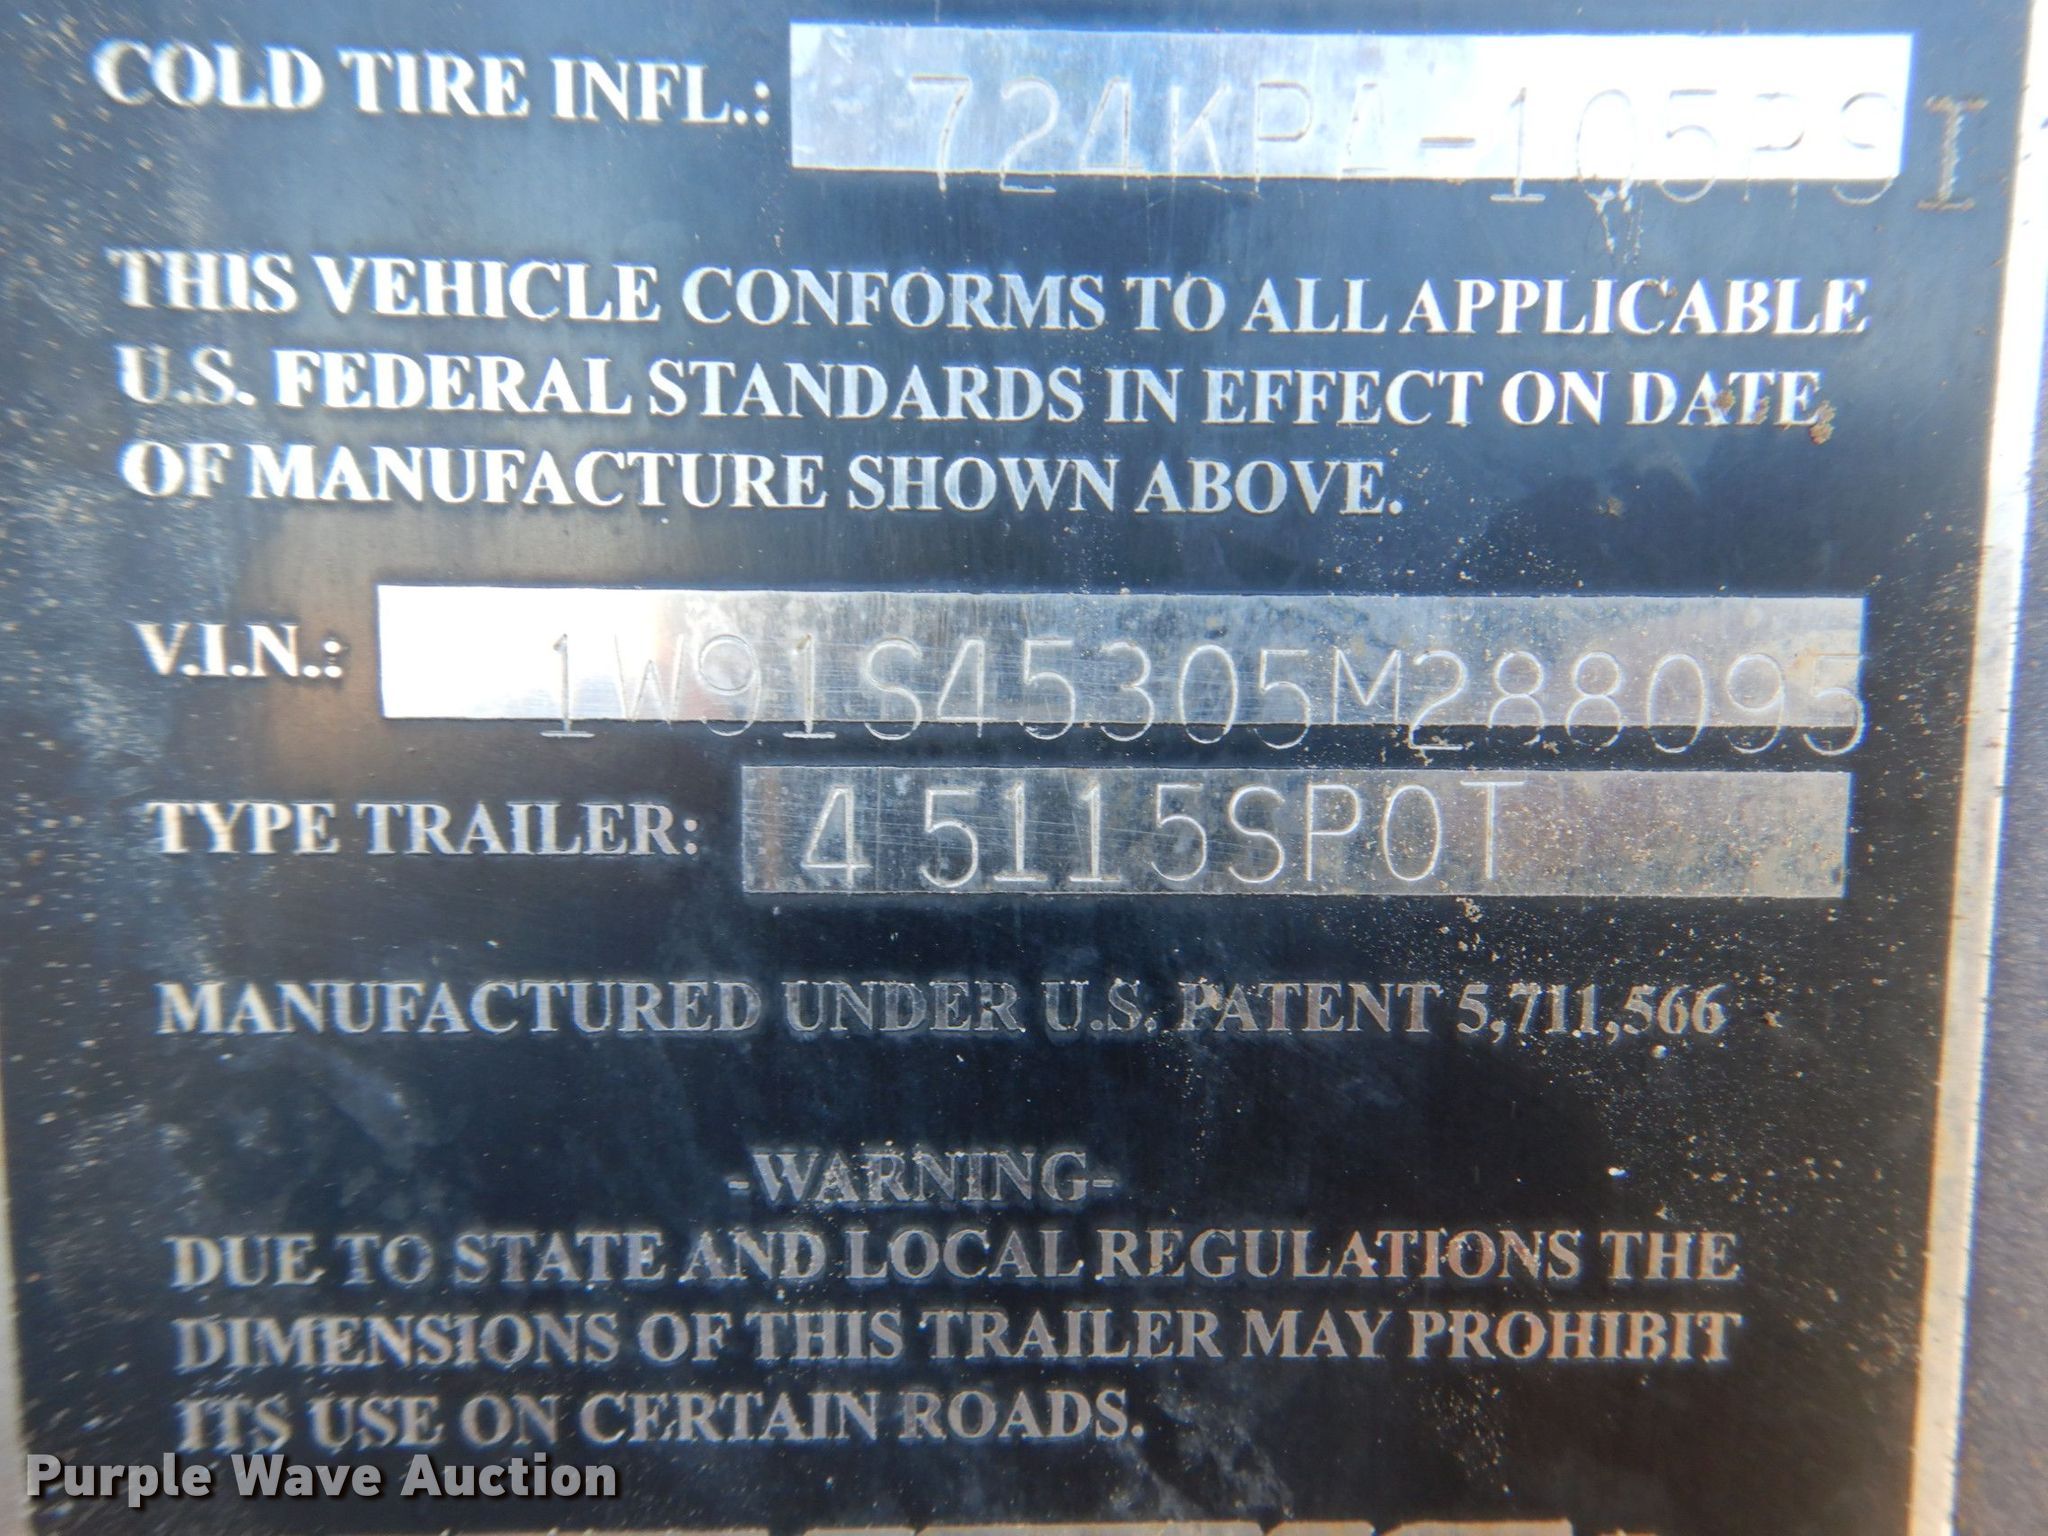 COLD TIRE INFL.: 724KPA-105PSI
THIS VEHICLE CONFORMS TO ALL APPLICABLE
U.S. FEDERAL STANDARDS IN EFFECT ON DATE
OF MANUFACTURE SHOWN ABOVE.
V.I.N.: 1W91S45305M288095
TYPE TRAILER: 45115SPOT
MANUFACTURED UNDER U.S. PATENT 5,711,566
-WARNING-
DUE TO STATE AND LOCAL REGULATIONS THE
DIMENSIONS OF THIS TRAILER MAY PROHIBIT
ITS USE ON CERTAIN ROADS.
Purple Wave Auction